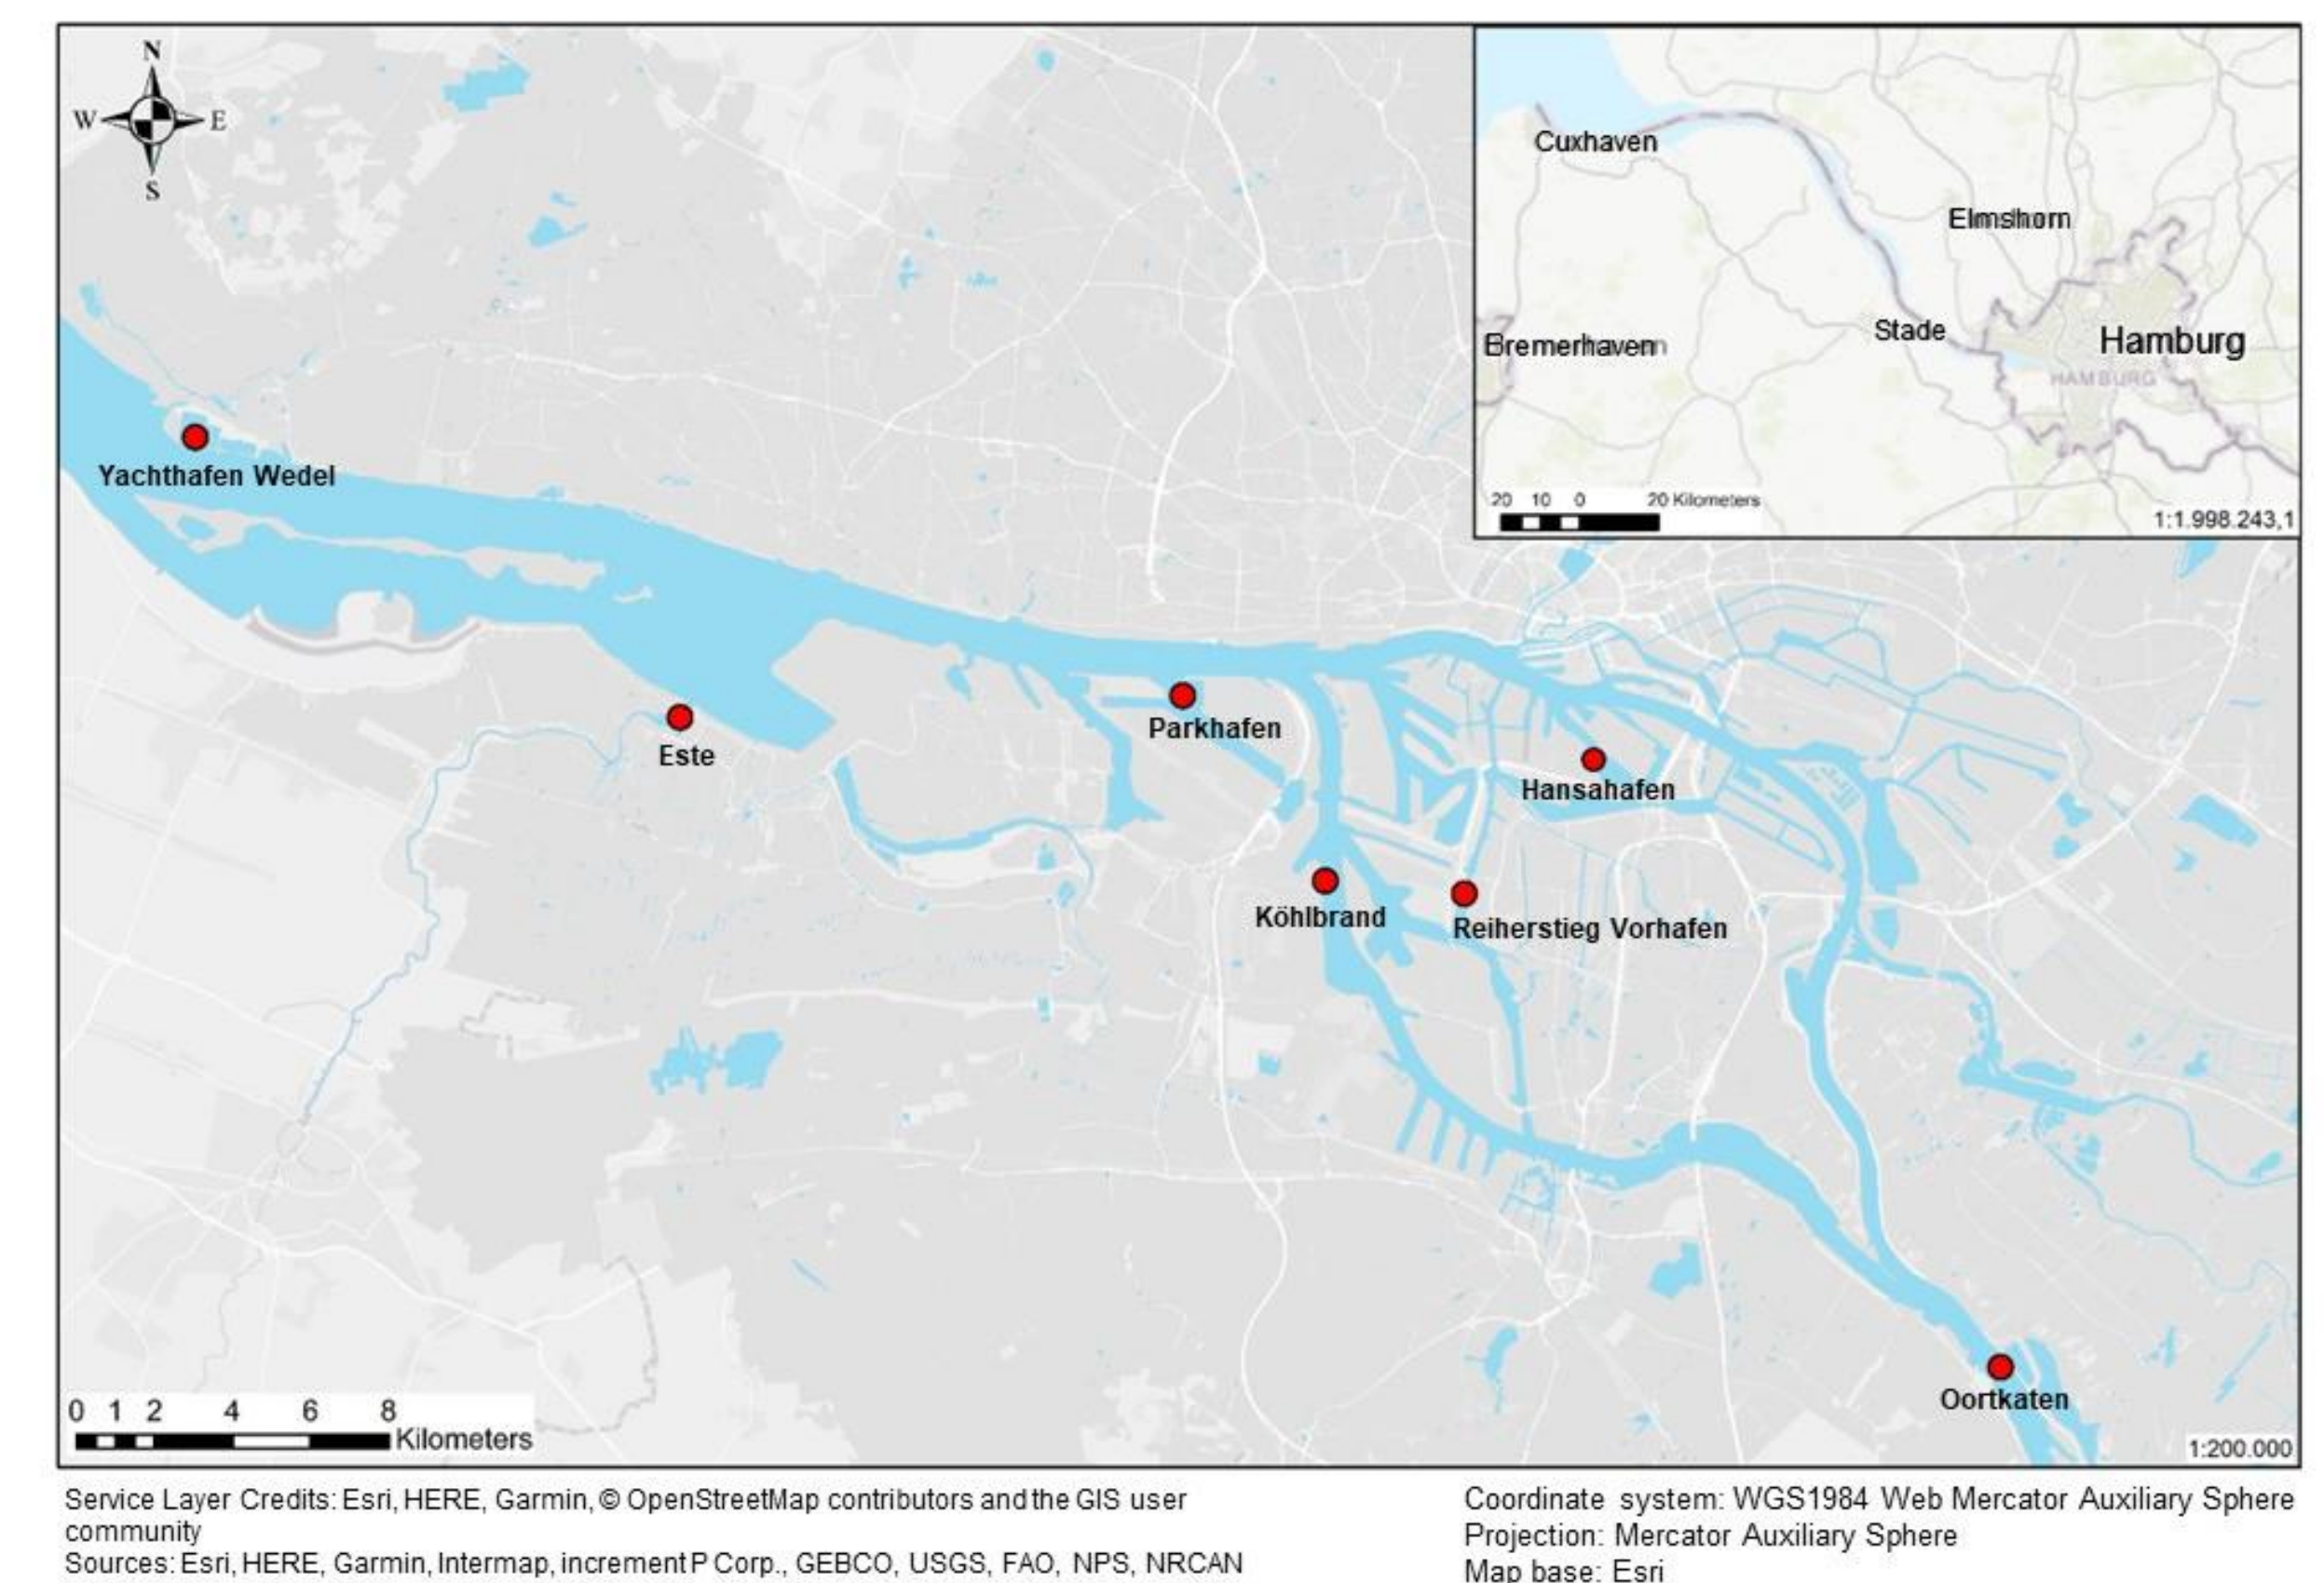 N
W E
S
Cuxhaven
Elmshorn
Stade
Bremerhaven
Hamburg
HAMBURG
20 10 0 20 Kilometers
1:1.998.243,1
Yachthafen Wedel
Parkhafen
Este
Hansahafen
Köhlbrand
Reiherstieg Vorhafen
Oortkaten
0 1 2 4 6 8
Kilometers
1:200.000
Service Layer Credits: Esri, HERE, Garmin, © OpenStreetMap contributors and the GIS user
community
Sources: Esri, HERE, Garmin, Intermap, increment P Corp., GEBCO, USGS, FAO, NPS, NRCAN
Coordinate system: WGS1984 Web Mercator Auxiliary Sphere
Projection: Mercator Auxiliary Sphere
Map base: Esri